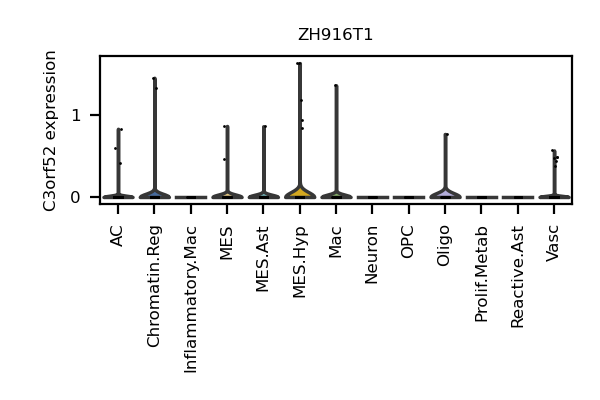 ZH916T1
C3orf52 expression
1
0
AC
Chromatin.Reg
Inflammatory.Mac
MES
MES.Ast
MES.Hyp
Mac
Neuron
OPC
Oligo
Prolif.Metab
Reactive.Ast
Vasc